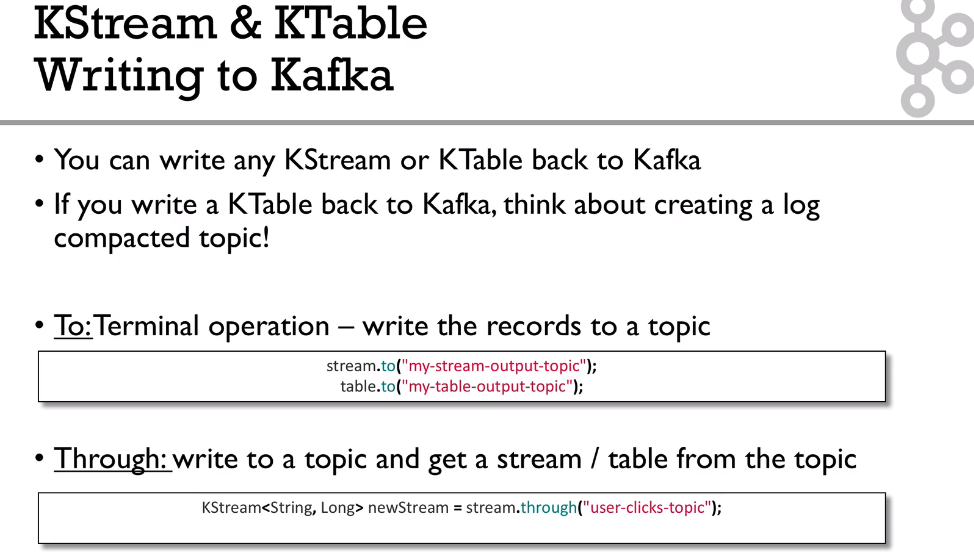 KStream & KTable
Writing to Kafka
• You can write any KStream or KTable back to Kafka
• If you write a KTable back to Kafka, think about creating a log
compacted topic!
• To: Terminal operation – write the records to a topic
stream.to("my-stream-output-topic");
table.to("my-table-output-topic");
• Through: write to a topic and get a stream / table from the topic
KStream<String, Long> newStream = stream.through("user-clicks-topic");